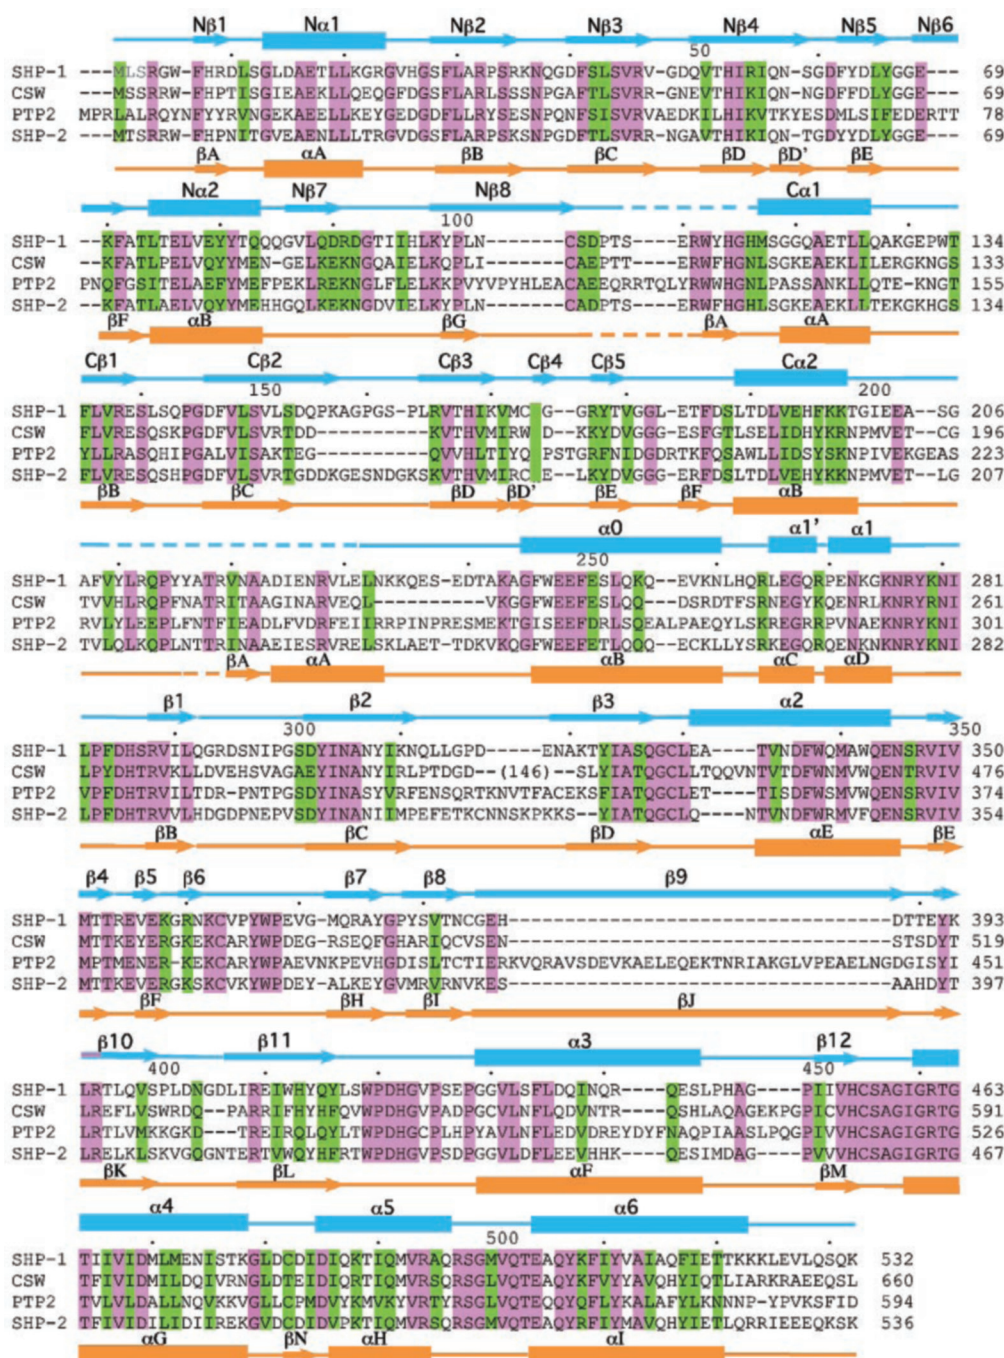 Nβ1 Nα1 Nβ2 Nβ3 Nβ4 Nβ5 Nβ6
50
SHP-1 ---MLSRGW-FHRDLSGLDAETLLKGRGVHGSFLARPSRKNQGDFSLSVRV-GDQVTHIRIQN-SGDFYDLYGGE--- 69
CSW ---MSSRRW-FHPTISGIEAEKLLQEQGFDGSFLARLSSSNPGAFTLSVRR-GNEVTHIKIQN-NGDFFDLYGGE--- 69
PTP2 MPRLALRQYNFYYRVNGEKAEELLKEYGEDGDFLLRYSESNPQNFSISVRVAEDKILHIKVTKYESDMLSIFEDERTT 78
SHP-2 ---MTSRRW-FHPNITGVEAENLLLTRGVDGSFLARPSKSNPGDFTLSVRR-NGAVTHIKIQN-TGDYYDLYGGE--- 69
βA αA βB βC βD βD' βE
Nα2 Nβ7 Nβ8 Cα1
100
SHP-1 --KFATLTELVEYYTQQQGVLQDRDGTIIHLKYPLN------CSDPTS---ERWYHGHMSGGQAETLLQAKGEPWT 134
CSW --KFATLPELVQYYMEN-GELKEKNGQAIELKQPLI------CAEPTT---ERWFHGNLSGKEAEKLILERGKNGS 133
PTP2 PNQFGSITELAEFYMEFPEKLREKNGLFLELKKPVYVPYHLEACAEEQRRTQLYRWWHGNLPASSANKLLQTE-KNGT 155
SHP-2 --KFATLAELVQYYMEHHGQLKEKNGDVIELKYPLN------CADPTS---ERWFHGHLSGKEAEKLLTEKGKHGS 134
βF αB βG βA αA
Cβ1 Cβ2 Cβ3 Cβ4 Cβ5 Cα2
150 200
SHP-1 FLVRESLSQPGDFVLSVLSDQPKAGPGS-PLRVTHIKVMC-G--GRYTVGGL-ETFDSLTDLVEHFKKTGIEEA--SG 206
CSW FLVRESQSKPGDFVLSVRTDD----------KVTHVMIRW-D--KKYDVGGG-ESFGTLSELIDHYKRNPMVET--CG 196
PTP2 YLLRASQHIPGALVISAKTEG----------QVVHLTIYQ-PSTGRFNIDGDRTKFQSAWLLIDSYSKNPIVEKGEAS 223
SHP-2 FLVRESQSHPGDFVLSVRTGDDKGESNDGKSKVTHVMIRC-E--LKYDVGGG-ERFDSLTDLVEHYKKNPMVET--LG 207
βB βC βD βD' βE βF αB
α0 α1' α1
250
SHP-1 AFVYLRQPYYATRVNAADIENRVLELNKKQES-EDTAKAGFWEEFESLQKQ--EVKNLHQRLEGQRPENKGKNRYKNI 281
CSW TVVHLRQPFNATRITAAGINARVEQL----------VKGGFWEEFESLQQ---DSRDTFSRNEGYKQENRLKNRYRNI 261
PTP2 RVLYLEEPLFNTFIEADLFVDRFEIIRRPINPRESMEKTGISEEFDRLSQEALPAEQYLSKREGRRPVNAEKNRYKNI 301
SHP-2 TVLQLKQPLNTTRINAAEIESRVRELSKLAET-TDKVKQGFWEEFETLQQQ--ECKLLYSRKEGQRQENKNKNRYKNI 282
βA αA αB αC αD
β1 β2 β3 α2
300 350
SHP-1 LPFDHSRVILQGRDSNIPGSDYINANYIKNQLLGPD-----ENAKTYIASQGCLEA----TVNDFWQMAWQENSRVIV 350
CSW LPYDHTRVKLLDVEHSVAGAEYINANYIRLPTDGD--(146)-SLYIATQGCLLTQQVNTVTDFWNMVWQENTRVIV 476
PTP2 VPFDHTRVILTDR-PNTPGSDYINASYVRFENSQRTKNVTFACEKSFIATQGCLET----TISDFWSMVWQENSRVIV 374
SHP-2 LPFDHTRVVLHDGDPNEPVSDYINANIIMPEFETKCNNSKPKKS--YIATQGCLQ----NTVNDFWRMVFQENSRVIV 354
βB βC βD αE βE
β4 β5 β6 β7 β8 β9
SHP-1 MTTREVEKGRNKCVPYWPEVG-MQRAYGPYSVTNCGEH----------------------------------DTTEYK 393
CSW MTTKEYERGKEKCARYWPDEG-RSEQFGHARIQCVSEN----------------------------------STSDYT 519
PTP2 MPTMENER-KEKCARYWPAEVNKPEVHGDISLTCTIERKVQRAVSDEVKAELEQEKTNRIAKGLVPEAELNGDGISYI 451
SHP-2 MTTKEVERGKSKCVKYWPDEY-ALKEYGVMRVRNVKES----------------------------------AAHDYT 397
βF βH βI βJ
β10 β11 α3 β12
400 450
SHP-1 LRTLQVSPLDNGDLIREIWHYQYLSWPDHGVPSEPGGVLSFLDQINQR----QESLPHAG----PIIVHCSAGIGRTG 463
CSW LREFLVSWRDQ--PARRIFHYHFQVWPDHGVPADPGCVLNFLQDVNTR----QSHLAQAGEKPGPICVHCSAGIGRTG 591
PTP2 LRTLVMKKGKD---TREIRQLQYLTWPDHGCPLHPYAVLNFLEDVDREYDYFNAQPIAASLPQGPIVVHCSAGIGRTG 526
SHP-2 LRELKLSKVGQGNTERTVWQYHFRTWPDHGVPSDPGGVLDFLEEVHHK----QESIMDAG----PVVVHCSAGIGRTG 467
βK βL αF βM
α4 α5 α6
500
SHP-1 TIIVIDMLMENISTKGLDCDIDIQKTIQMVRAQRSGMVQTEAQYKFIYVAIAQFIETTKKKLEVLQSQK 532
CSW TFIVIDMILDQIVRNGLDTEIDIQRTIQMVRSQRSGLVQTEAQYKFVYYAVQHYIQTLIARKRAEEQSL 660
PTP2 TVLVLDALLNQVKKVGLLCPMDVYKMVKYVRTYRSGLVQTEQQYQFLYKALAFYLKNNNP-YPVKSFID 594
SHP-2 TFIVIDILIDIIREKGVDCDIDVPKTIQMVRSQRSGMVQTEAQYRFIYMAVQHYIETLQRRIEEEQKSK 536
αG βN αH αI